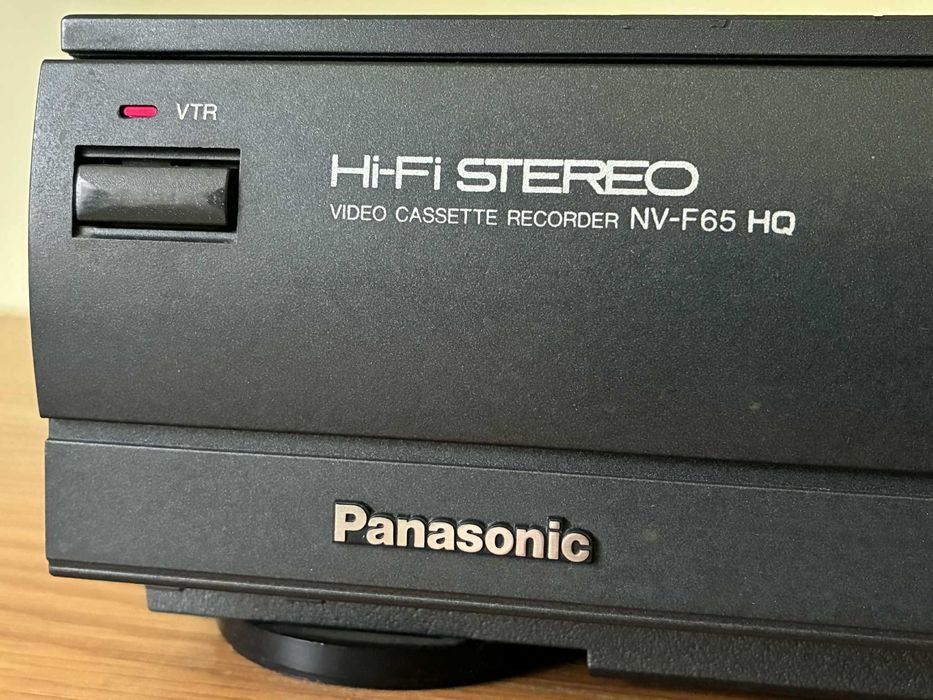 VTR
Hi-Fi STEREO
VIDEO CASSETTE RECORDER NV-F65 HQ
Panasonic